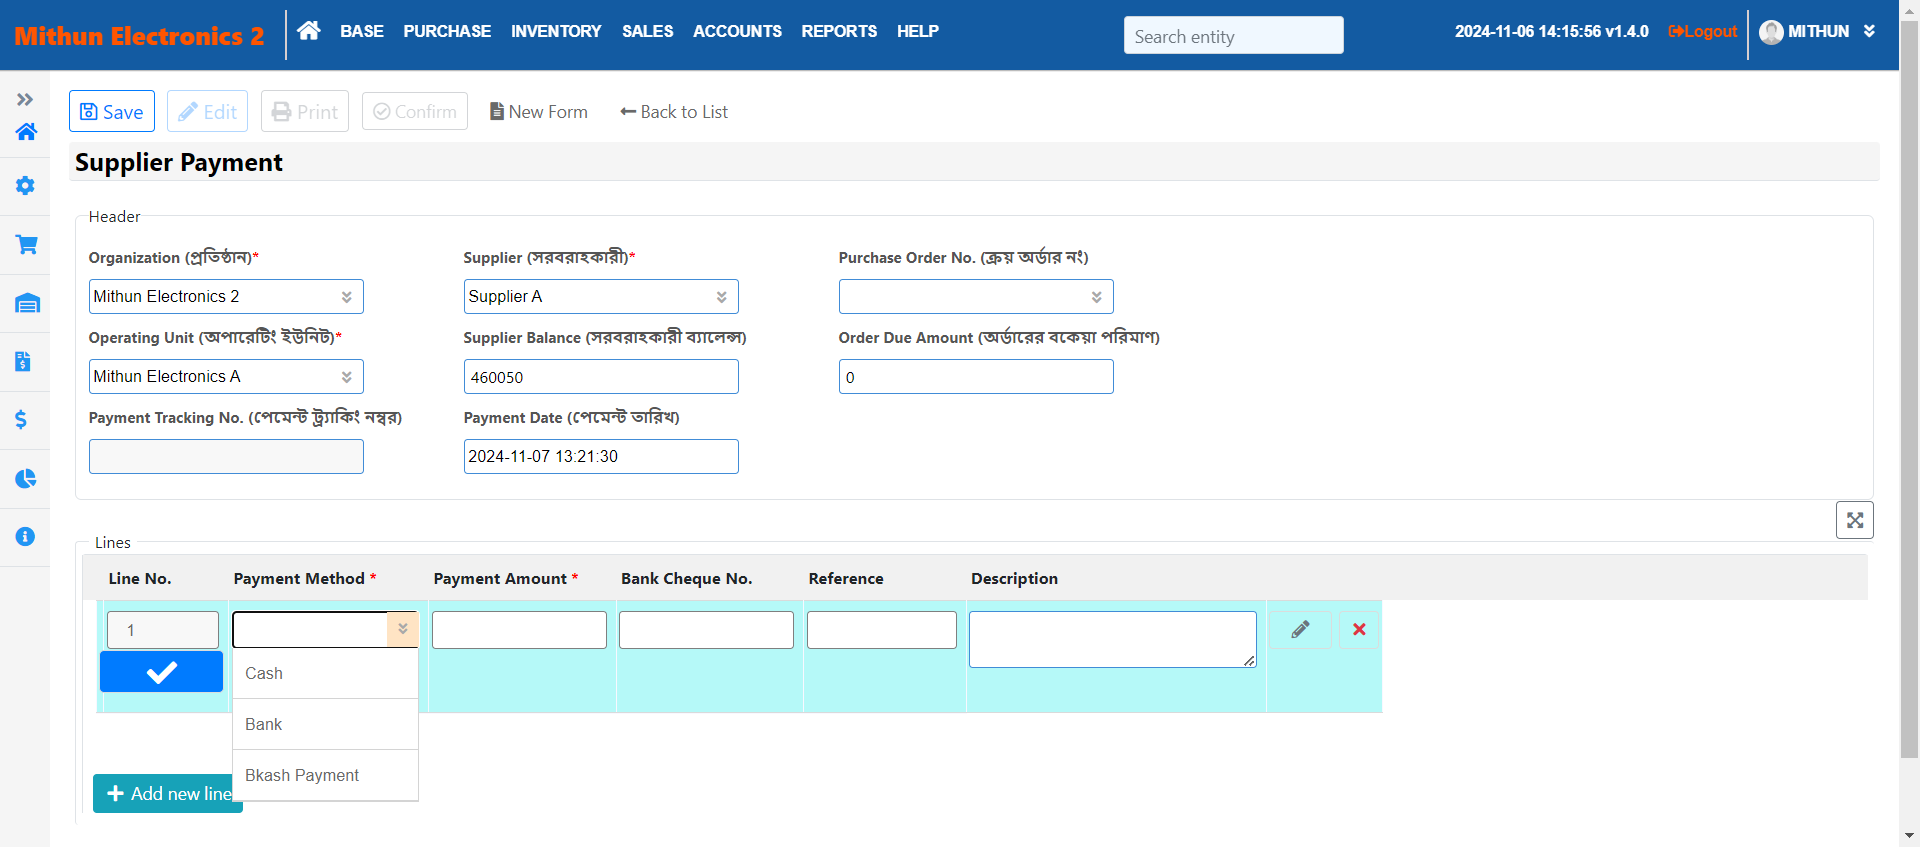 Mithun Electronics 2
BASE PURCHASE INVENTORY SALES ACCOUNTS REPORTS HELP
Search entity
2024-11-06 14:15:56 v1.4.0
Logout
MITHUN
Save Edit Print Confirm New Form Back to List
Supplier Payment
Header
Organization (প্রতিষ্ঠান)* Supplier (সরবরাহকারী)* Purchase Order No. (ক্রয় অর্ডার নং)
Mithun Electronics 2 Supplier A
Operating Unit (অপারেটিং ইউনিট)* Supplier Balance (সরবরাহকারী ব্যালেন্স) Order Due Amount (অর্ডারের বকেয়া পরিমাণ)
Mithun Electronics A 460050 0
Payment Tracking No. (পেমেন্ট ট্র্যাকিং নম্বর) Payment Date (পেমেন্ট তারিখ)
2024-11-07 13:21:30
Lines
Line No. Payment Method * Payment Amount * Bank Cheque No. Reference Description
1
Cash
Bank
Bkash Payment
Add new line